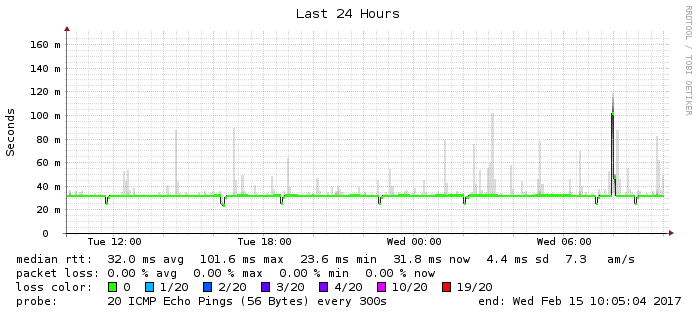 Last 24 Hours
RRDTOOL / TOBI OETIKER
Seconds
160 m
140 m
120 m
100 m
80 m
60 m
40 m
20 m
0
Tue 12:00 Tue 18:00 Wed 00:00 Wed 06:00
median rtt: 32.0 ms avg 101.6 ms max 23.6 ms min 31.8 ms now 4.4 ms sd 7.3 am/s
packet loss: 0.00 % avg 0.00 % max 0.00 % min 0.00 % now
loss color: 0 1/20 2/20 3/20 4/20 10/20 19/20
probe: 20 ICMP Echo Pings (56 Bytes) every 300s end: Wed Feb 15 10:05:04 2017